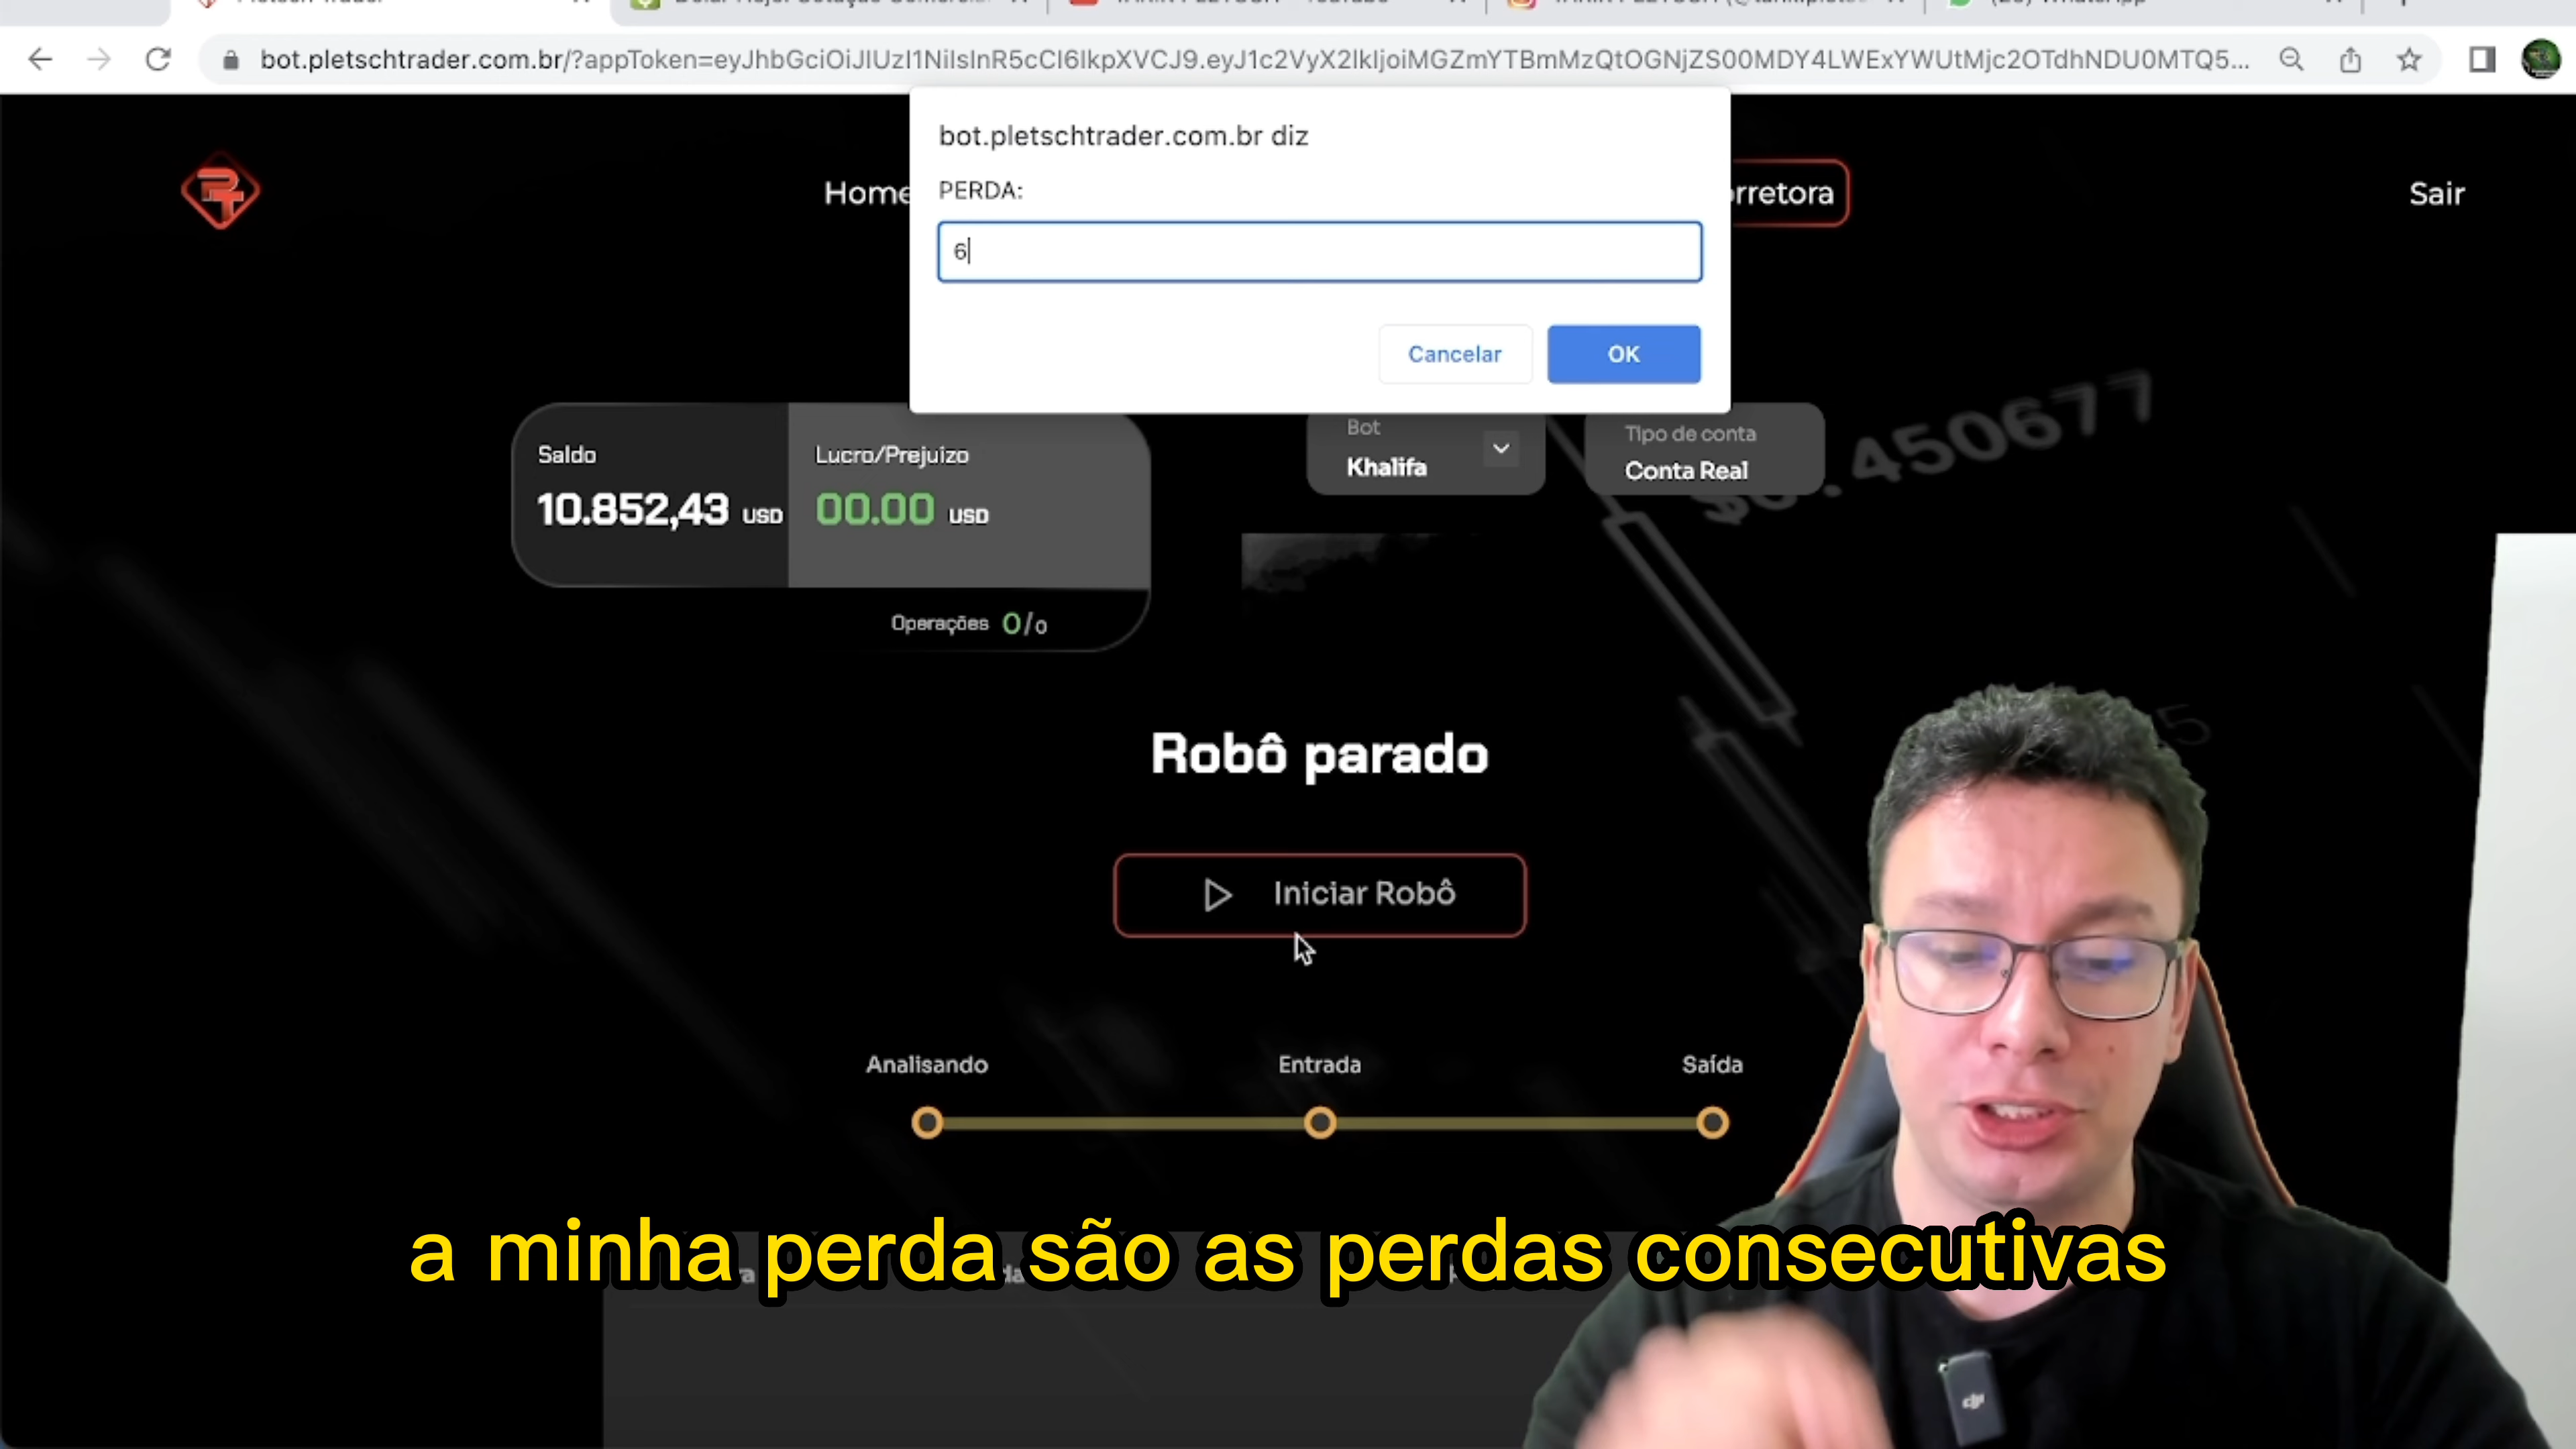 bot.pletschtrader.com.br/?appToken=eyJhbGciOiJIUzI1NiIsInR5cCI6IkpXVCJ9.eyJ1c2VyX2lkIjoiMGZmYTBmMzQtOGNjZS00MDY4LWExYWUtMjc2OTdhNDU0MTQ5...
bot.pletschtrader.com.br diz
PERDA:
6
Cancelar
OK
Home
rretora
Sair
Saldo
10.852,43 USD
Lucro/Prejuizo
00.00 USD
Operações 0/0
Bot
Khalifa
Tipo de conta
Conta Real
.450677
Robô parado
Iniciar Robô
Analisando
Entrada
Saída
a minha perda são as perdas consecutivas
dji